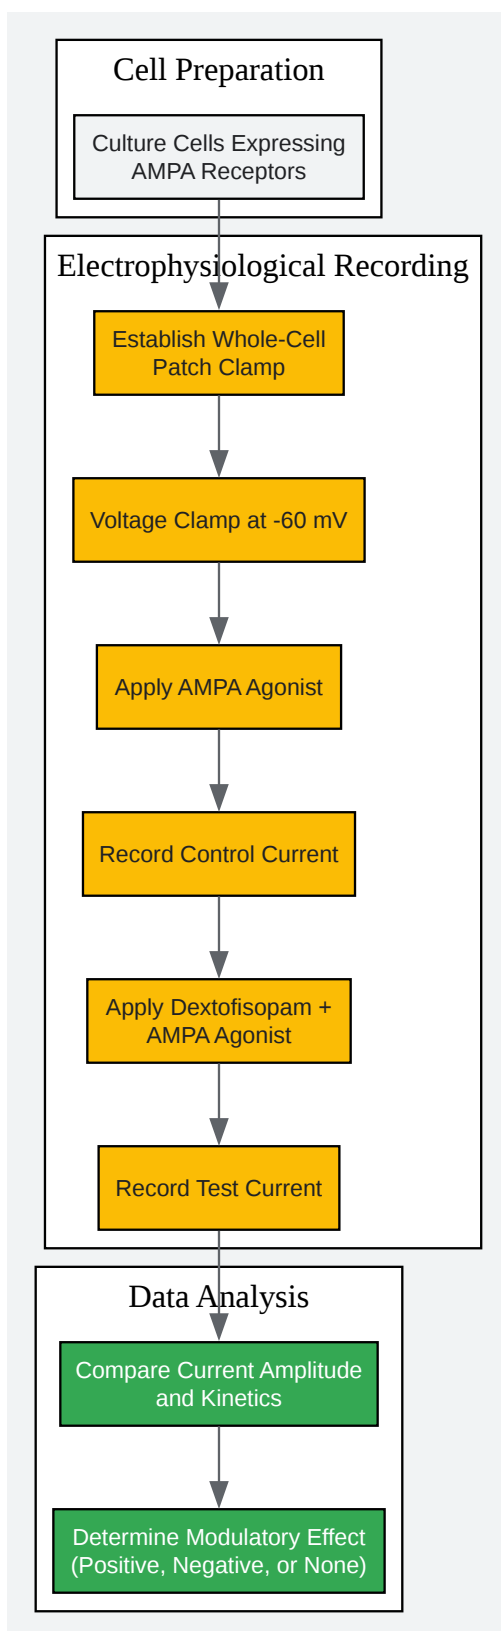 Cell Preparation
Culture Cells Expressing
AMPA Receptors
Electrophysiological Recording
Establish Whole-Cell
Patch Clamp
Voltage Clamp at -60 mV
Apply AMPA Agonist
Record Control Current
Apply Dextofisopam +
AMPA Agonist
Record Test Current
Data Analysis
Compare Current Amplitude
and Kinetics
Determine Modulatory Effect
(Positive, Negative, or None)